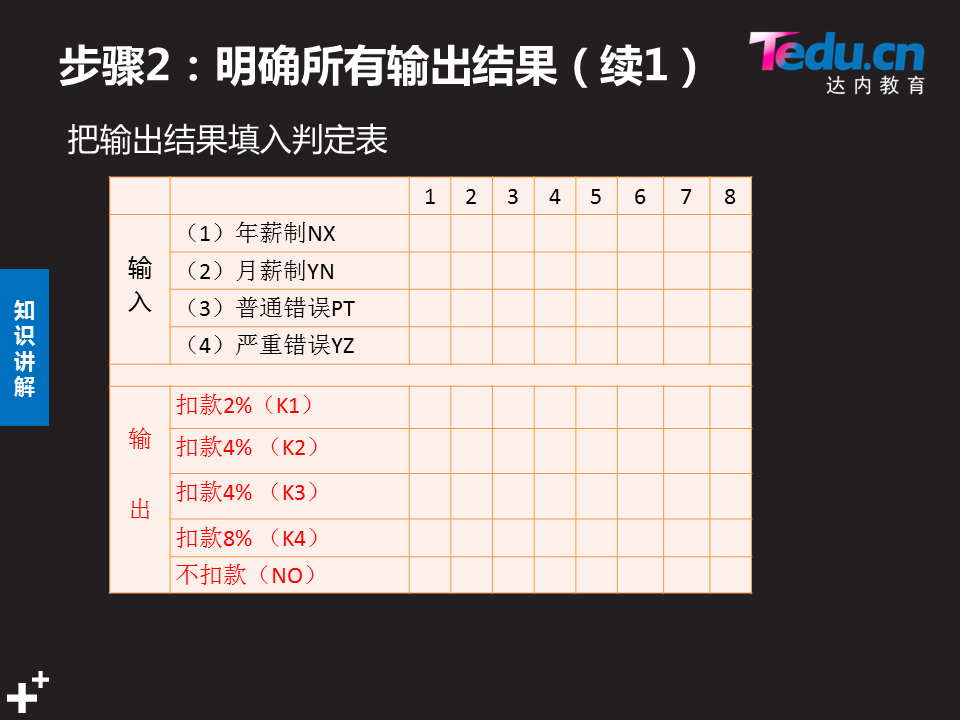 步骤2：明确所有输出结果（续1）
Tedu.cn
达内教育
把输出结果填入判定表
1 2 3 4 5 6 7 8
输入
（1）年薪制NX
（2）月薪制YN
（3）普通错误PT
（4）严重错误YZ
知识讲解
输出
扣款2%（K1）
扣款4% （K2）
扣款4% （K3）
扣款8% （K4）
不扣款（NO）